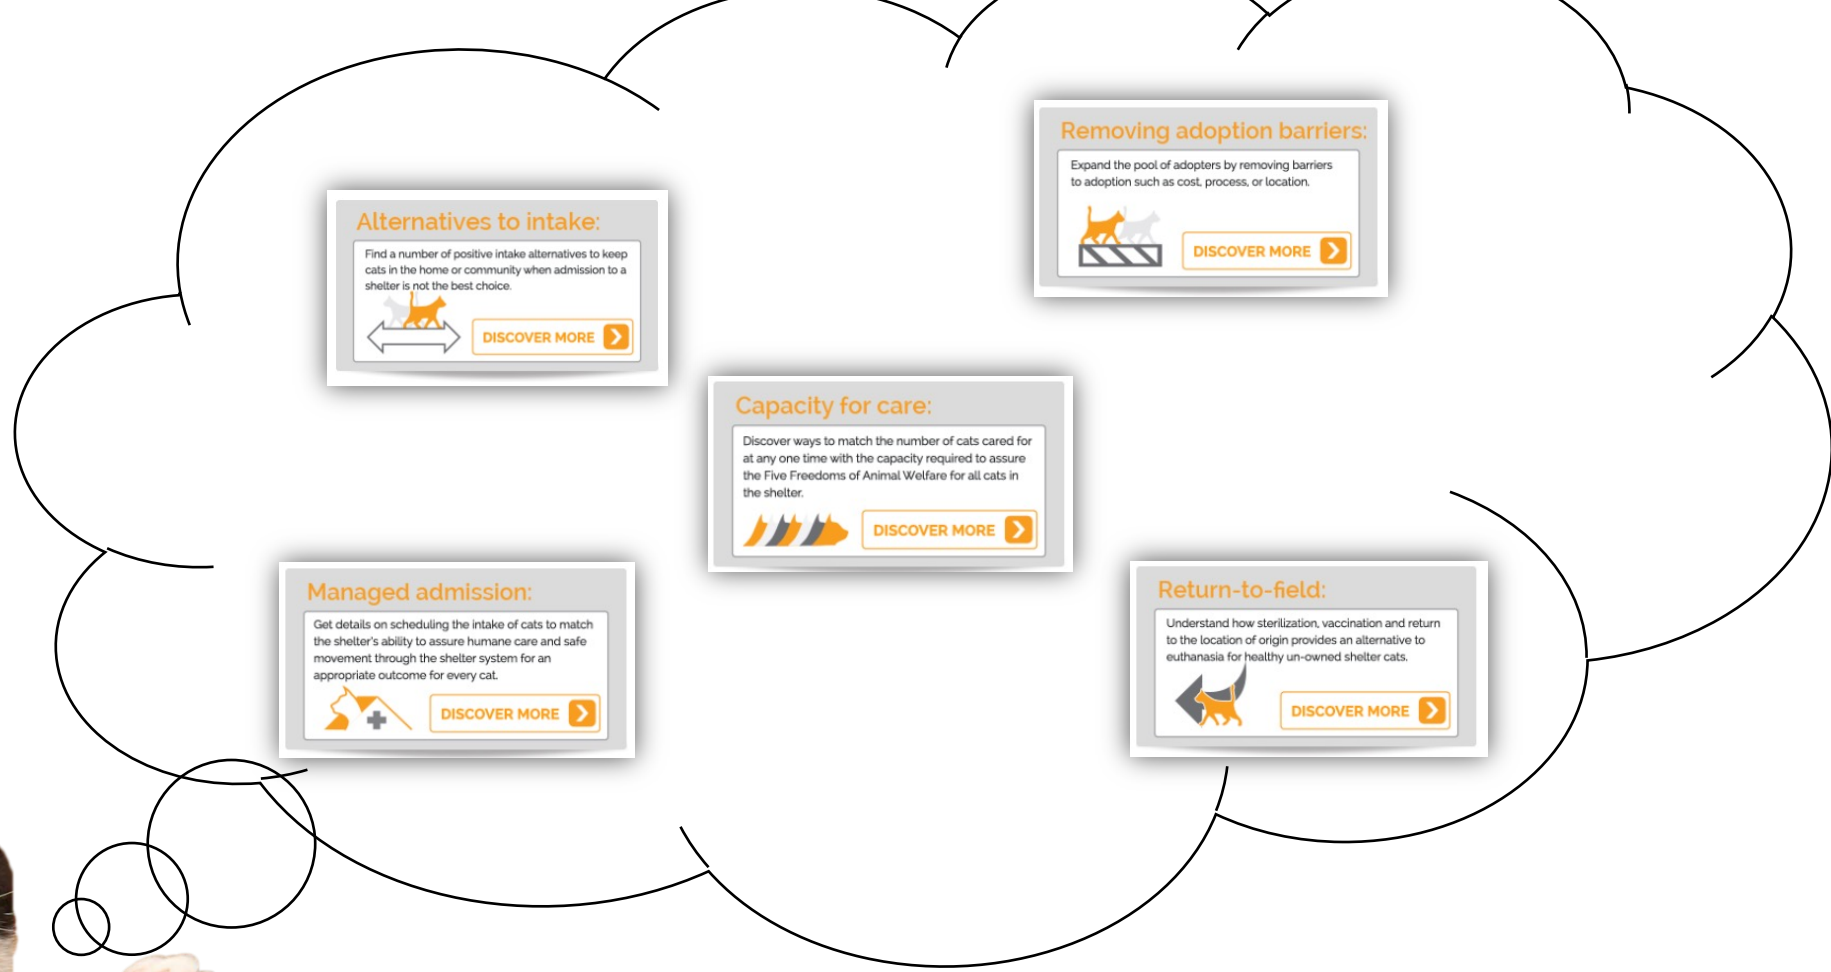 Removing adoption barriers:
Expand the pool of adopters by removing barriers
to adoption such as cost, process, or location.
DISCOVER MORE
Alternatives to intake:
Find a number of positive intake alternatives to keep
cats in the home or community when admission to a
shelter is not the best choice.
DISCOVER MORE
Capacity for care:
Discover ways to match the number of cats cared for
at any one time with the capacity required to assure
the Five Freedoms of Animal Welfare for all cats in
the shelter.
DISCOVER MORE
Managed admission:
Get details on scheduling the intake of cats to match
the shelter's ability to assure humane care and safe
movement through the shelter system for an
appropriate outcome for every cat.
DISCOVER MORE
Return-to-field:
Understand how sterilization, vaccination and return
to the location of origin provides an alternative to
euthanasia for healthy un-owned shelter cats.
DISCOVER MORE